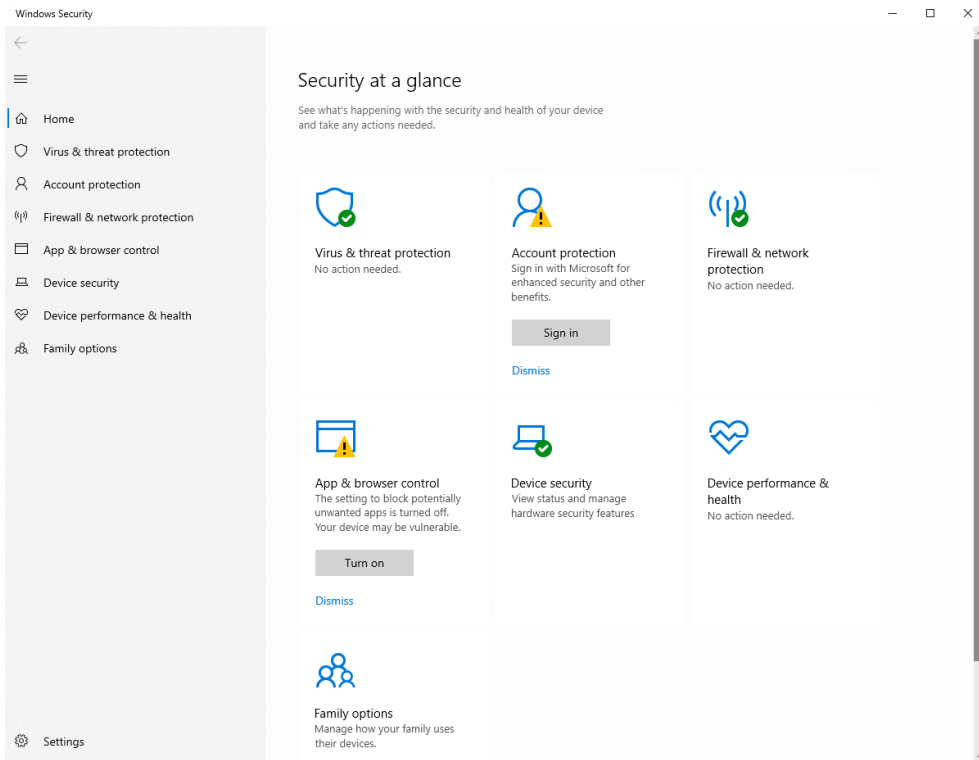 Windows Security
Home
Virus & threat protection
Account protection
Firewall & network protection
App & browser control
Device security
Device performance & health
Family options
Settings
Security at a glance
See what's happening with the security and health of your device
and take any actions needed.
Virus & threat protection
No action needed.
Account protection
Sign in with Microsoft for
enhanced security and other
benefits.
Sign in
Dismiss
Firewall & network
protection
No action needed.
App & browser control
The setting to block potentially
unwanted apps is turned off.
Your device may be vulnerable.
Turn on
Dismiss
Device security
View status and manage
hardware security features
Device performance &
health
No action needed.
Family options
Manage how your family uses
their devices.